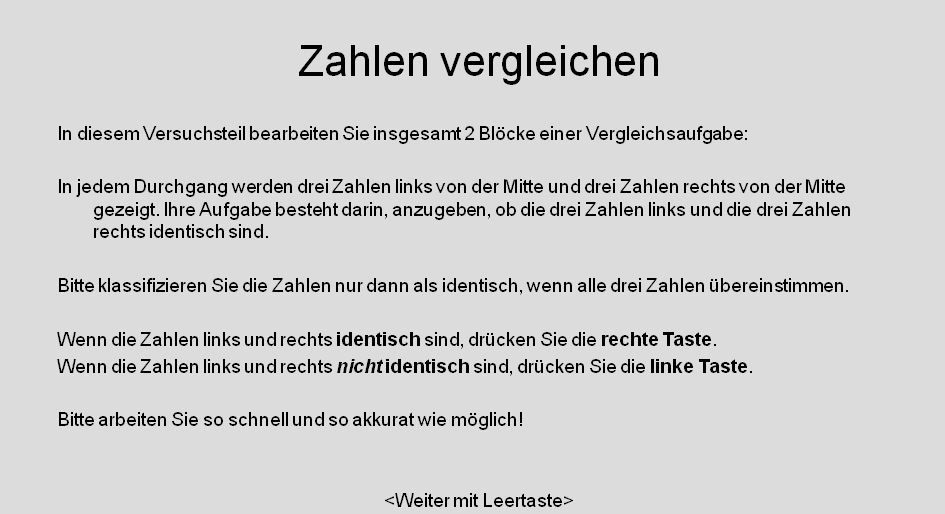 Zahlen vergleichen
In diesem Versuchsteil bearbeiten Sie insgesamt 2 Blöcke einer Vergleichsaufgabe:
In jedem Durchgang werden drei Zahlen links von der Mitte und drei Zahlen rechts von der Mitte
gezeigt. Ihre Aufgabe besteht darin, anzugeben, ob die drei Zahlen links und die drei Zahlen
rechts identisch sind.
Bitte klassifizieren Sie die Zahlen nur dann als identisch, wenn alle drei Zahlen übereinstimmen.
Wenn die Zahlen links und rechts identisch sind, drücken Sie die rechte Taste.
Wenn die Zahlen links und rechts nicht identisch sind, drücken Sie die linke Taste.
Bitte arbeiten Sie so schnell und so akkurat wie möglich!
<Weiter mit Leertaste>